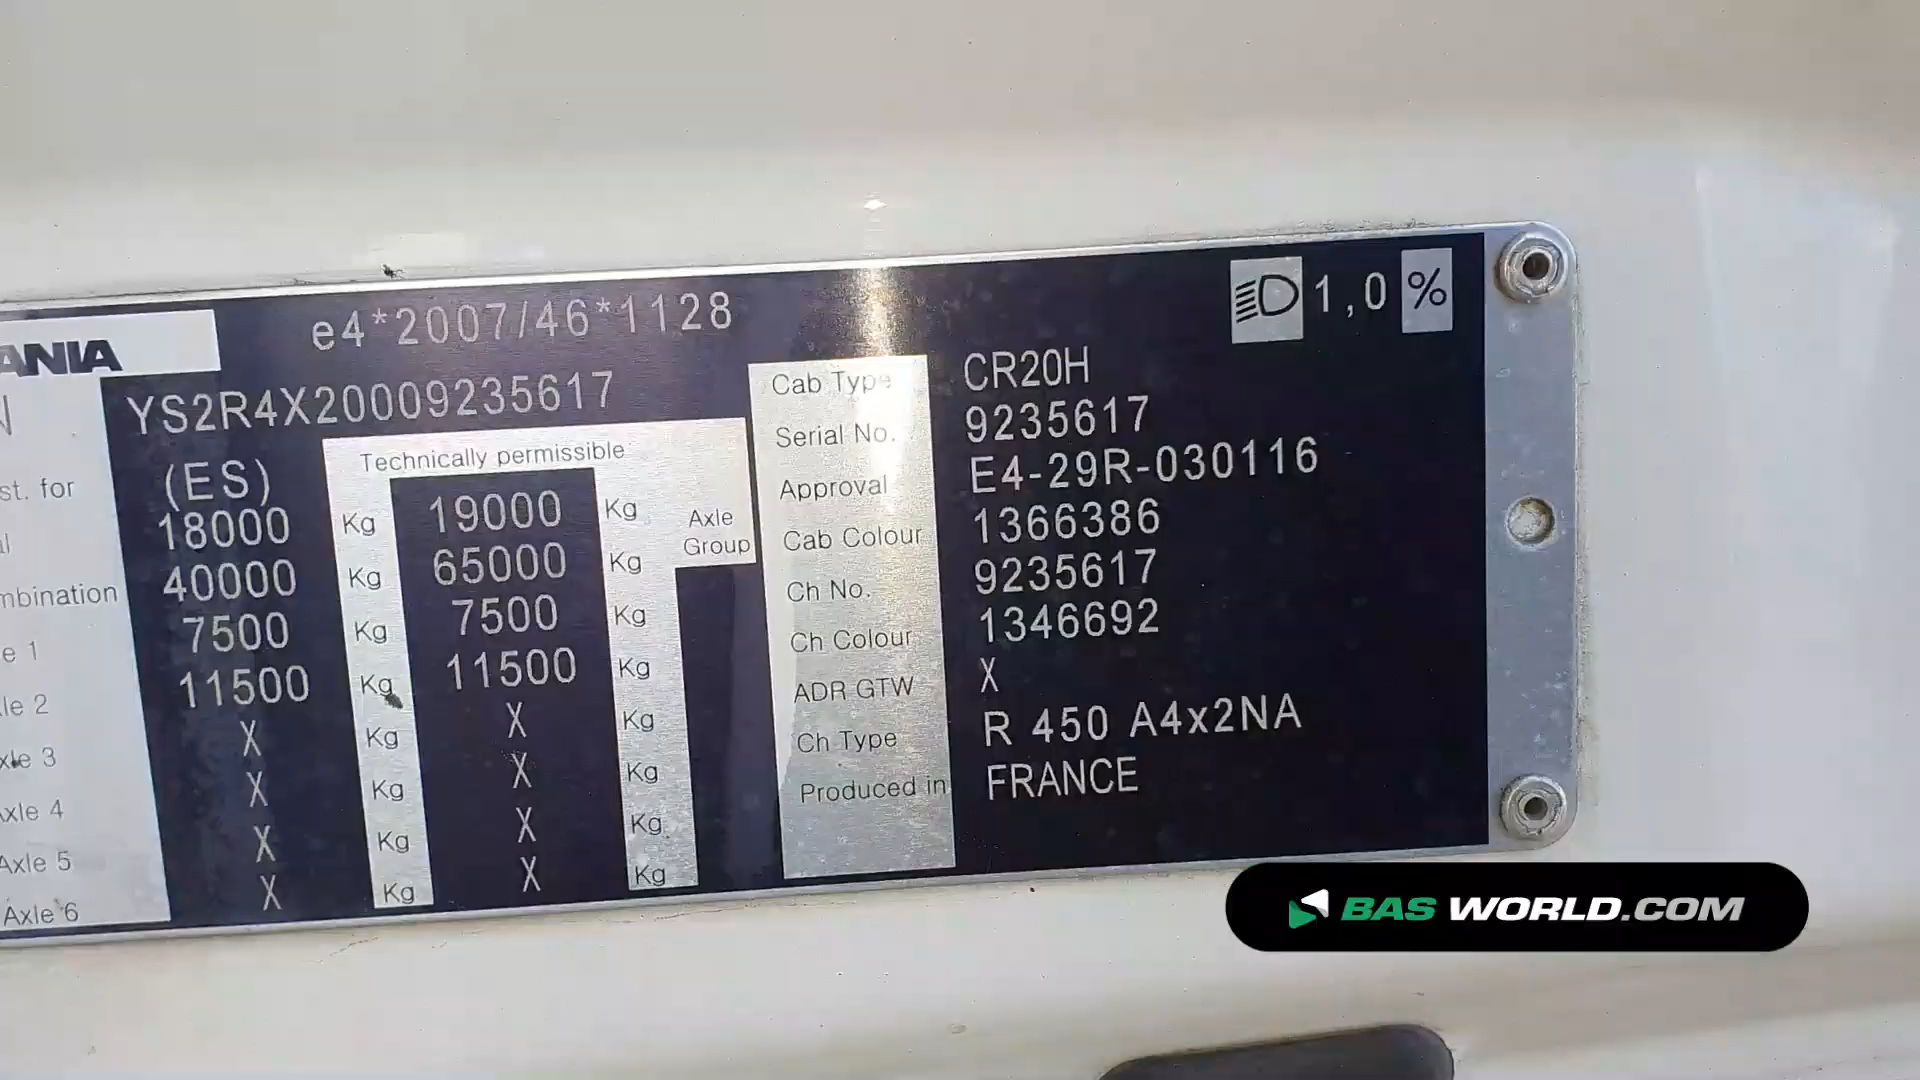 e4*2007/46*1128
1,0 %
ANIA
YS2R4X20009235617
(ES)
Technically permissible
st. for
18000 Kg 19000 Kg
Axle Group
40000 Kg 65000 Kg
mbination
e 1 7500 Kg 7500 Kg
le 2 11500 Kg 11500 Kg
xle 3 X Kg X Kg
Axle 4 X Kg X Kg
Axle 5 X Kg X Kg
Axle 6 X Kg X Kg
Cab Type CR20H
Serial No. 9235617
Approval E4-29R-030116
Cab Colour 1366386
Ch No. 9235617
Ch Colour 1346692
ADR GTW X
Ch Type R 450 A4x2NA
Produced in FRANCE
BAS WORLD.COM